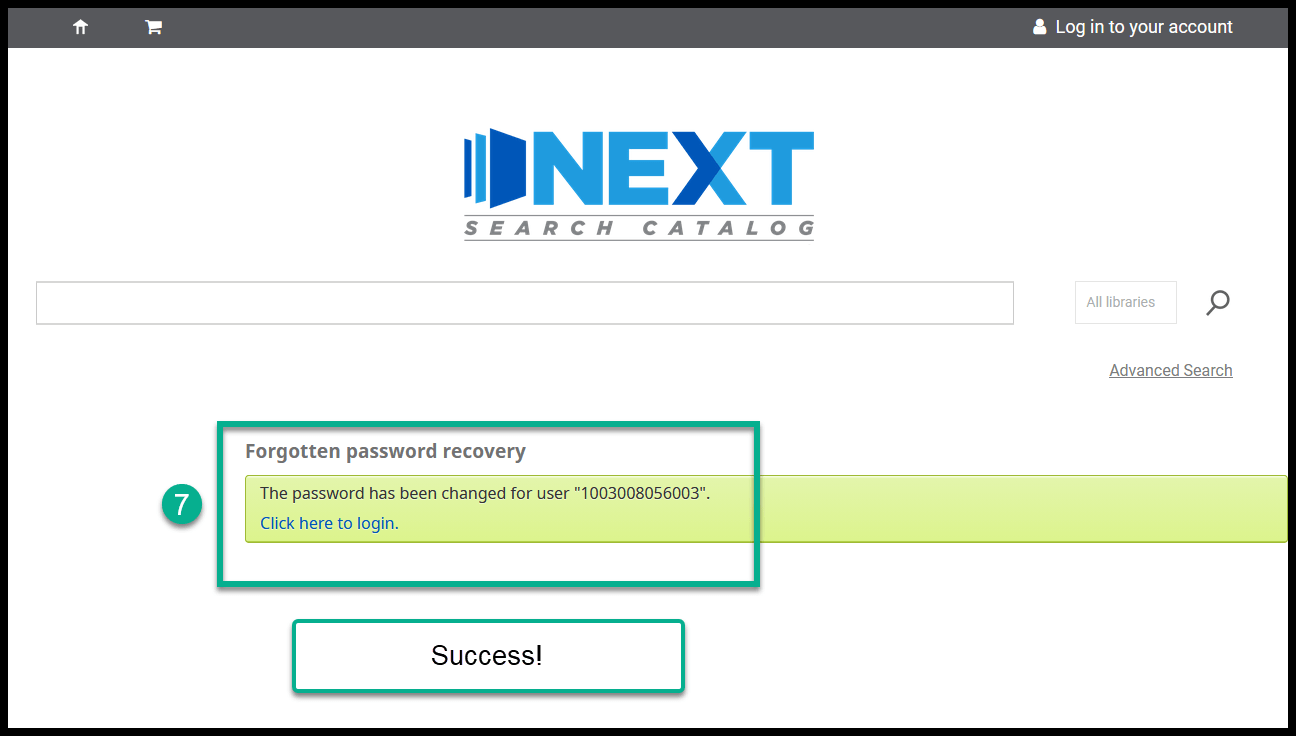 Log in to your account
NEXT
SEARCH CATALOG
All libraries
Advanced Search
Forgotten password recovery
7
The password has been changed for user "1003008056003".
Click here to login.
Success!